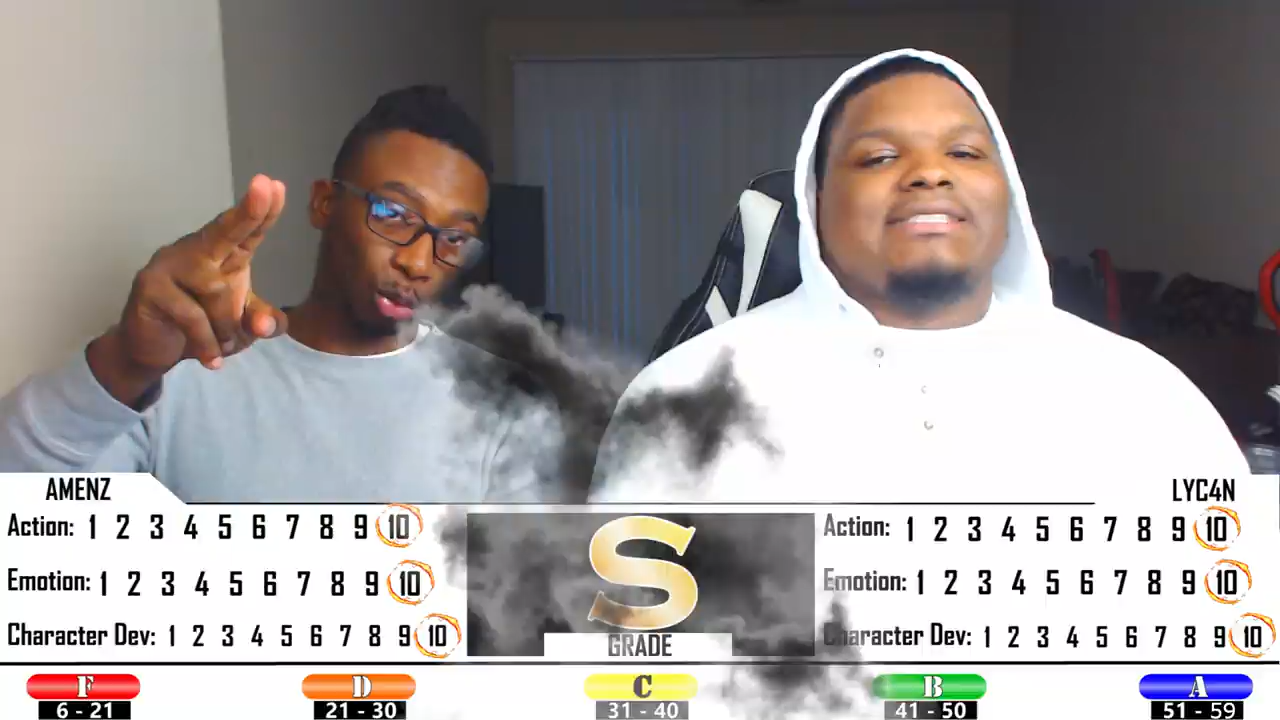 AMENZ
Action: 1 2 3 4 5 6 7 8 9 10
Emotion: 1 2 3 4 5 6 7 8 9 10
Character Dev: 1 2 3 4 5 6 7 8 9 10
S
GRADE
LYC4N
Action: 1 2 3 4 5 6 7 8 9 10
Emotion: 1 2 3 4 5 6 7 8 9 10
Character Dev: 1 2 3 4 5 6 7 8 9 10
F D C B A
6 - 21 21 - 30 31 - 40 41 - 50 51 - 59